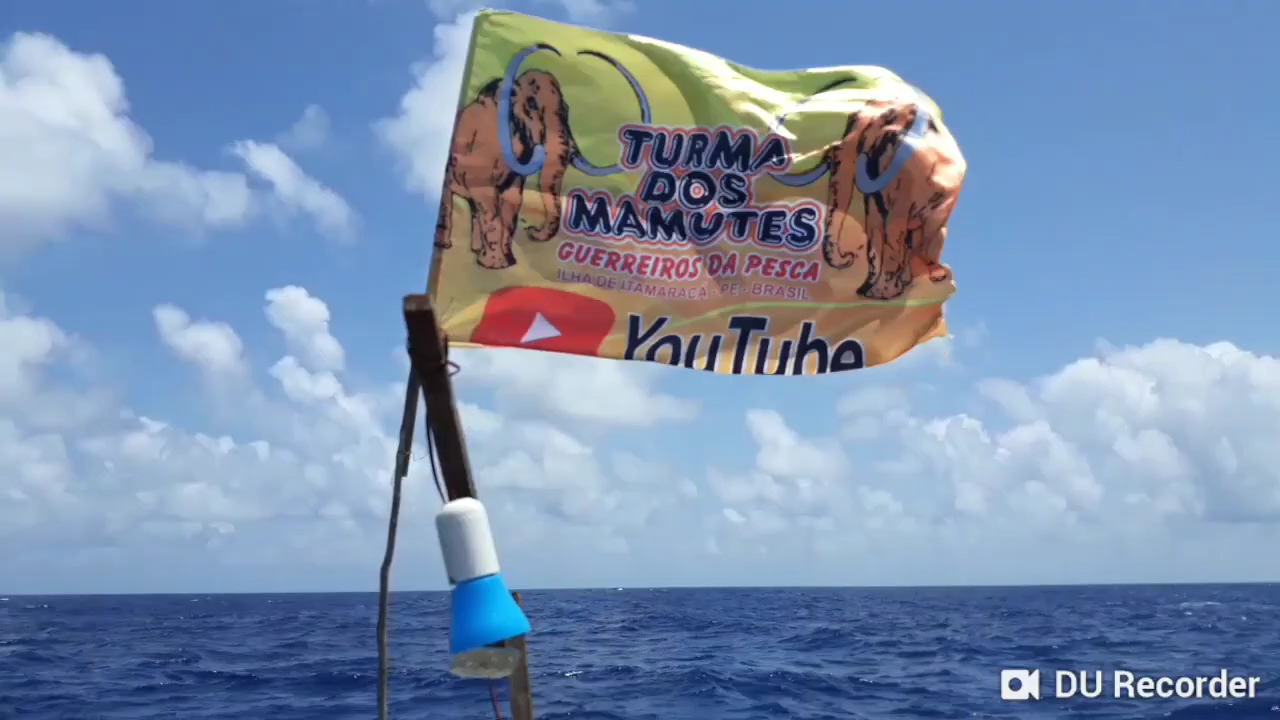 TURMA
DOS
MAMUTES
GUERREIROS DA PESCA
ILHA DE ITAMARACÁ - PE - BRASIL
YouTube
DU Recorder